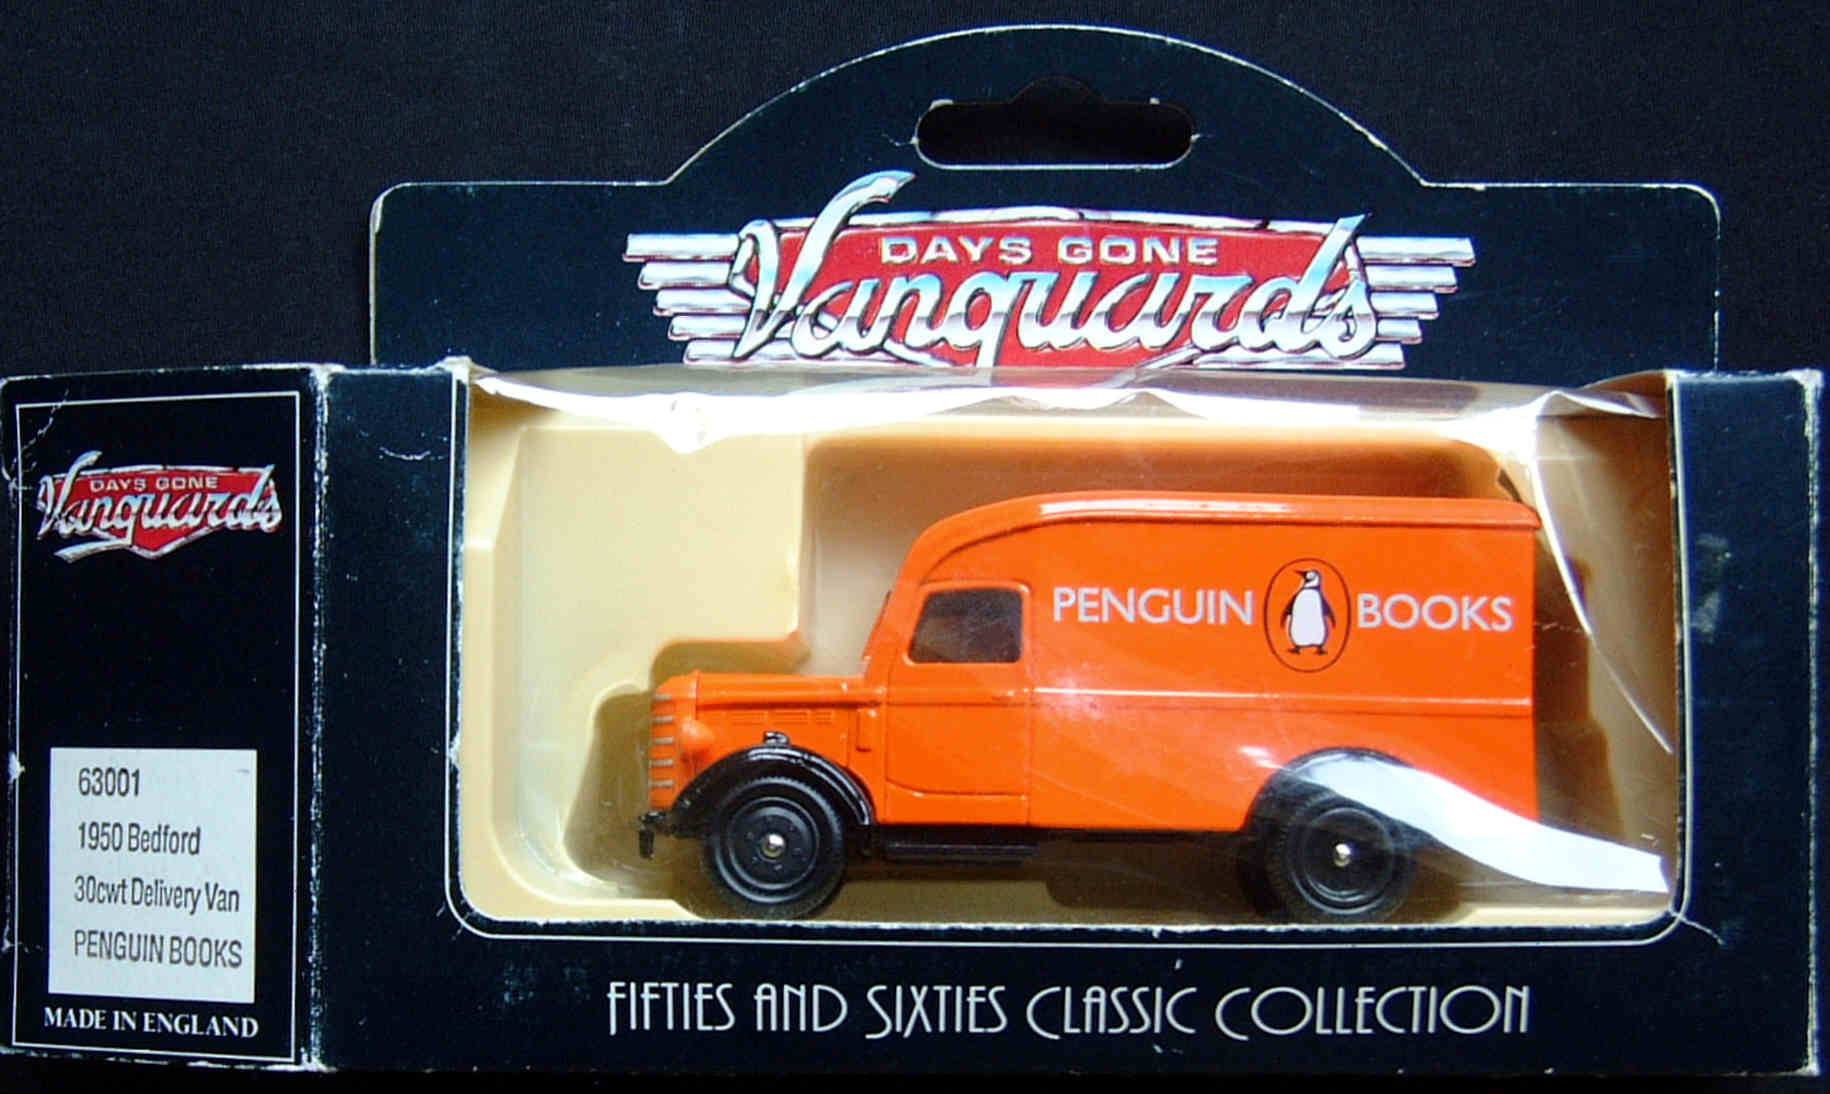 DAYS GONE
Vanguards
DAYS GONE
Vanguards
PENGUIN BOOKS
63001
1950 Bedford
30cwt Delivery Van
PENGUIN BOOKS
MADE IN ENGLAND
FIFTIES AND SIXTIES CLASSIC COLLECTION